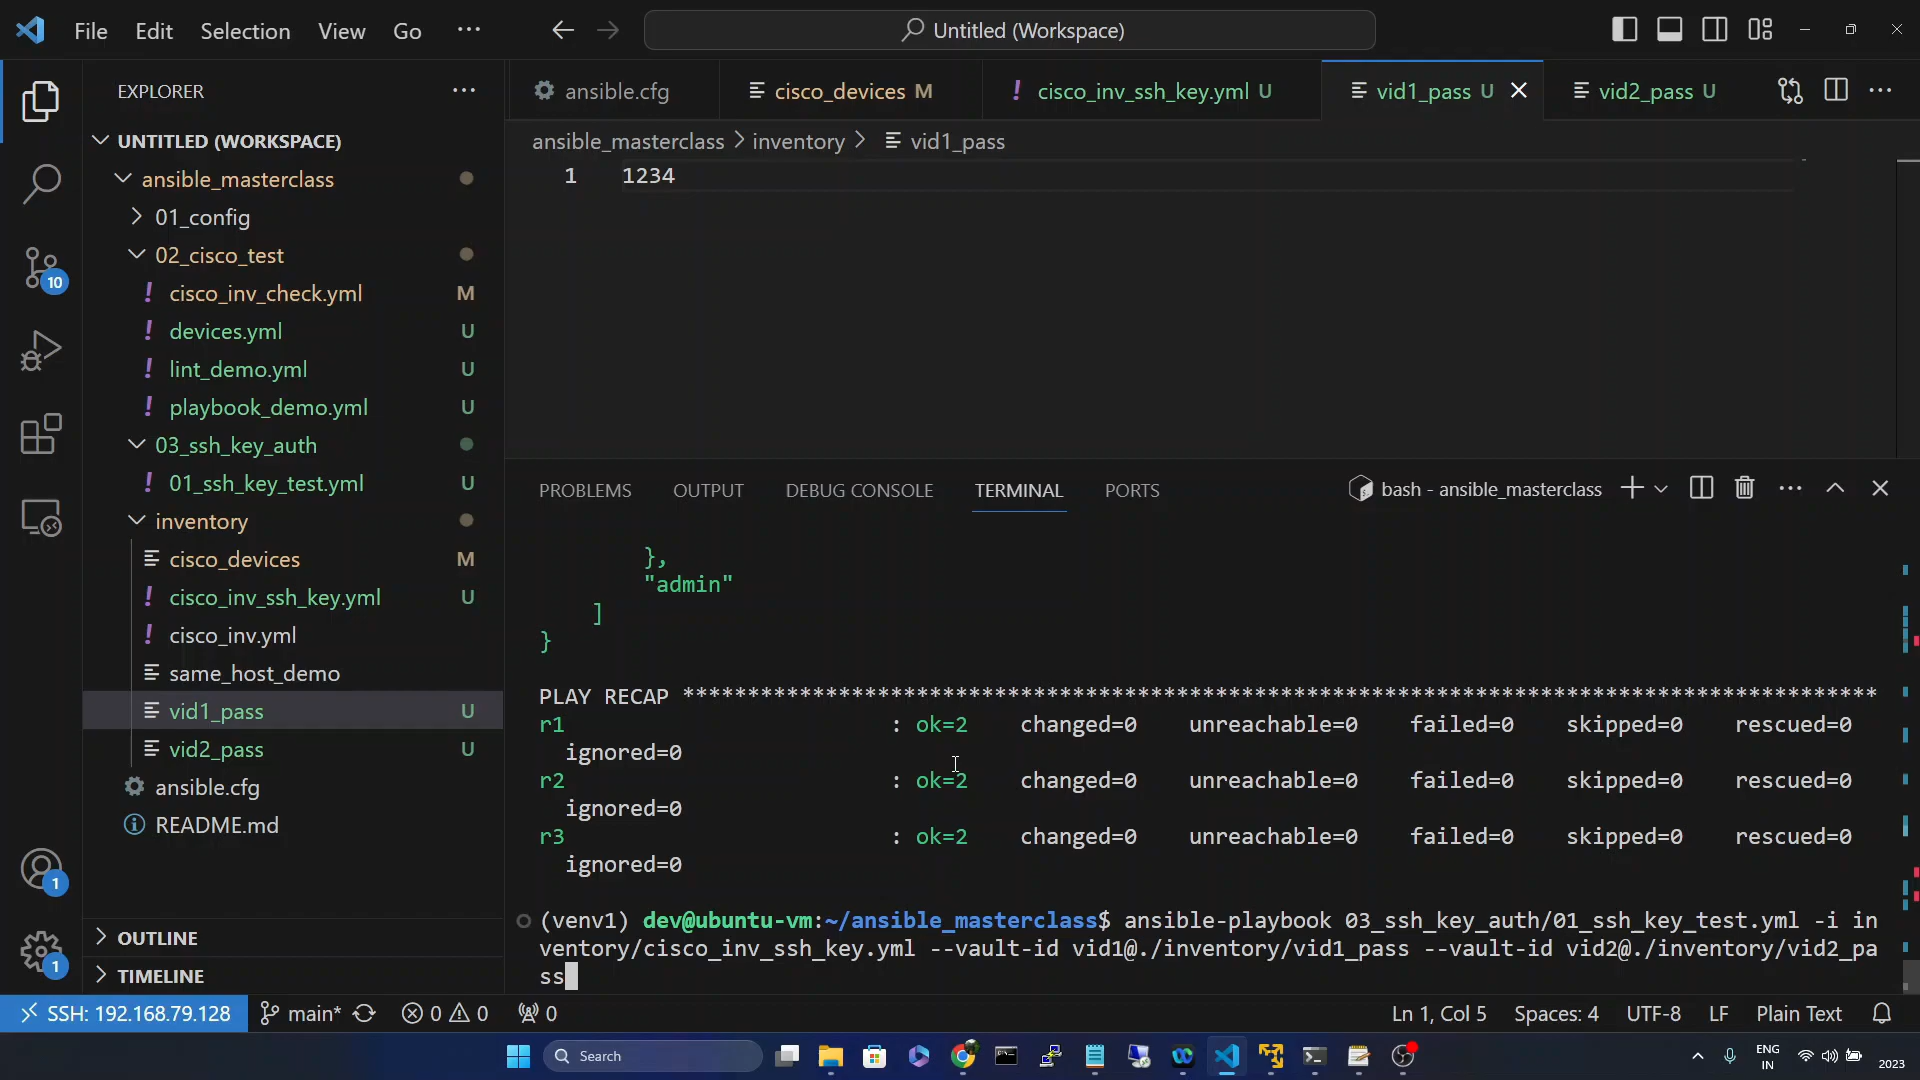 File Edit Selection View Go ···
Untitled (Workspace)
EXPLORER ···
UNTITLED (WORKSPACE)
ansible_masterclass
01_config
02_cisco_test
cisco_inv_check.yml M
devices.yml U
lint_demo.yml U
playbook_demo.yml U
03_ssh_key_auth
01_ssh_key_test.yml U
inventory
cisco_devices M
cisco_inv_ssh_key.yml U
cisco_inv.yml
same_host_demo
vid1_pass U
vid2_pass U
ansible.cfg
README.md
OUTLINE
TIMELINE
10
1
1
ansible.cfg cisco_devices M ! cisco_inv_ssh_key.yml U vid1_pass U vid2_pass U
ansible_masterclass > inventory > vid1_pass
1 1234
PROBLEMS OUTPUT DEBUG CONSOLE TERMINAL PORTS bash - ansible_masterclass
},
"admin"
]
}
PLAY RECAP ********************************************************************************************
r1 : ok=2 changed=0 unreachable=0 failed=0 skipped=0 rescued=0
ignored=0
r2 : ok=2 changed=0 unreachable=0 failed=0 skipped=0 rescued=0
ignored=0
r3 : ok=2 changed=0 unreachable=0 failed=0 skipped=0 rescued=0
ignored=0
(venv1) dev@ubuntu-vm:~/ansible_masterclass$ ansible-playbook 03_ssh_key_auth/01_ssh_key_test.yml -i in
ventory/cisco_inv_ssh_key.yml --vault-id vid1@./inventory/vid1_pass --vault-id vid2@./inventory/vid2_pa
ss
SSH: 192.168.79.128 main* 0 0 0 Ln 1, Col 5 Spaces: 4 UTF-8 LF Plain Text
Search
ENG
IN
2023